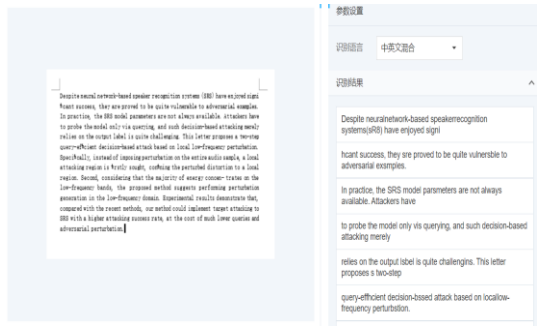 Despite neural network-based speaker recognition systems (SRS) have enjoyed signi
ficant success, they are proved to be quite vulnerable to adversarial examples.
In practice, the SRS model parameters are not always available. Attackers have
to probe the model only via querying, and such decision-based attacking merely
relies on the output label is quite challenging. This letter proposes a two-step
query-efficient decision-based attack based on local low-frequency perturbation.
Specifically, instead of imposing perturbation on the entire audio sample, a local
attacking region is firstly sought, confining the perturbed distortion to a local
region. Second, considering that the majority of energy concen- trates on the
low-frequency bands, the proposed method suggests performing perturbation
generation in the low-frequency domain. Experimental results demonstrate that,
compared with the recent methods, our method could implement target attacking to
SRS with a higher attacking success rate, at the cost of much lower queries and
adversarial perturbation.
参数设置
识别语言 中英文混合
识别结果
Despite neuralnetwork-based speakerrecognition
systems(sR8) have enjoyed signi
hcant success, they sre proved to be quite vulnersble to
adversarial exsmples.
In practice, the SRS model parsmeters are not always
available. Attackers have
to probe the model only vis querying, and such decision-based
attacking merely
relies on the output lsbel is quite challengins. This letter
proposes s two-step
query-effhcient decision-bssed attack based on locallow-
frequency perturbstion.